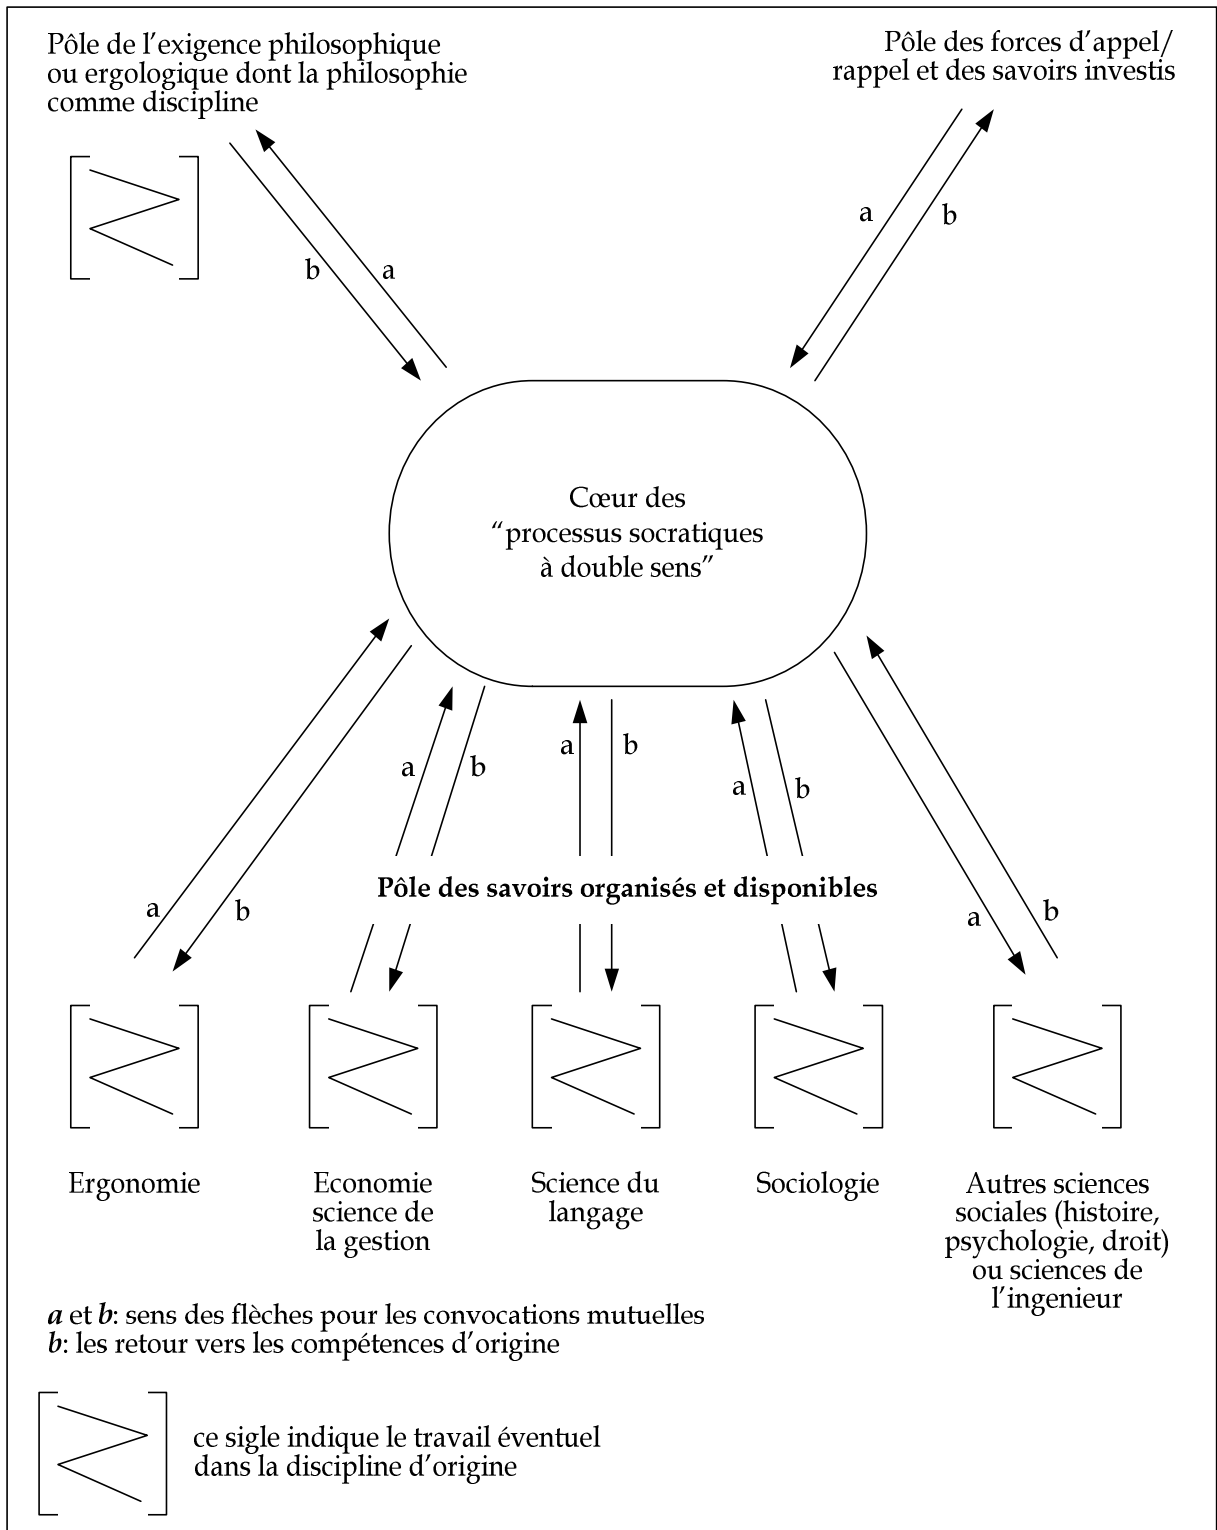 Pôle de l'exigence philosophique
ou ergologique dont la philosophie
comme discipline
Pôle des forces d'appel/
rappel et des savoirs investis
a
b
b
a
Cœur des
“processus socratiques
à double sens”
a
b
a
b
a
b
a
b
a
b
Pôle des savoirs organisés et disponibles
Ergonomie
Economie
science de
la gestion
Science du
langage
Sociologie
Autres sciences
sociales (histoire,
psychologie, droit)
ou sciences de
l'ingenieur
a et b: sens des flèches pour les convocations mutuelles
b: les retour vers les compétences d'origine
ce sigle indique le travail éventuel
dans la discipline d'origine